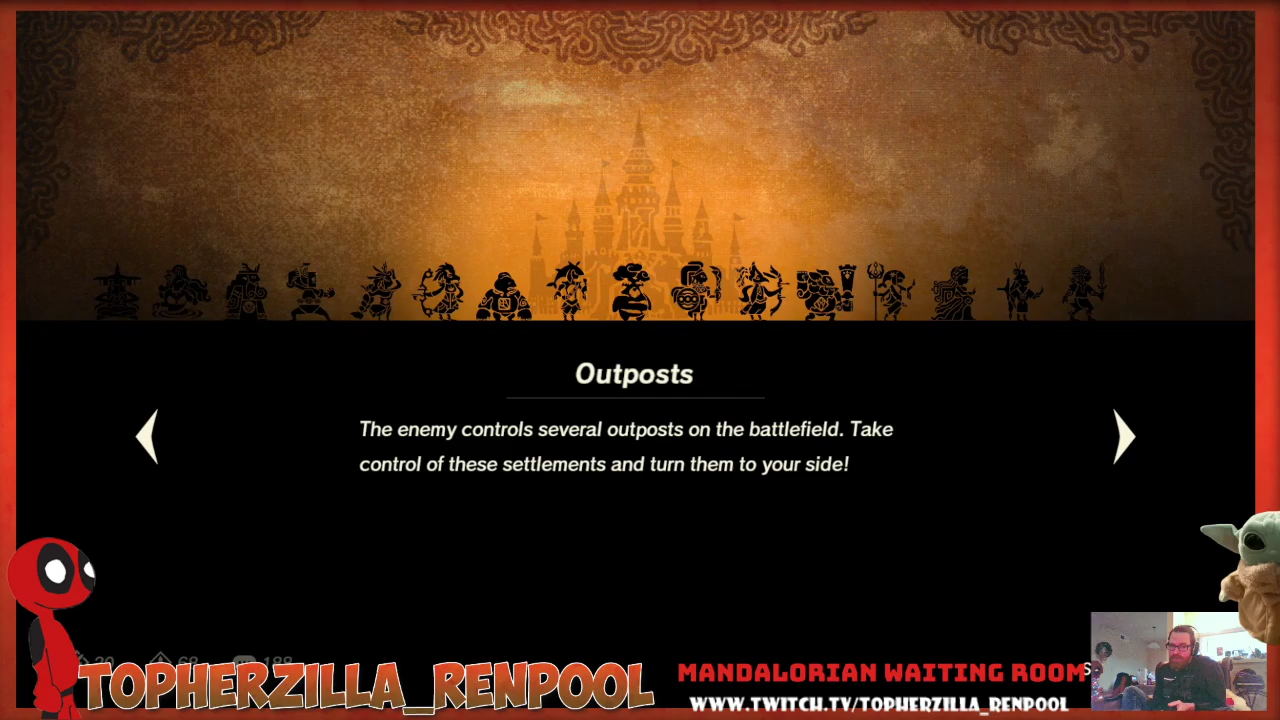 Outposts
The enemy controls several outposts on the battlefield. Take
control of these settlements and turn them to your side!
TOPHERZILLA_RENPOOL
MANDALORIAN WAITING ROOM
WWW.TWITCH.TV/TOPHERZILLA_RENPOOL